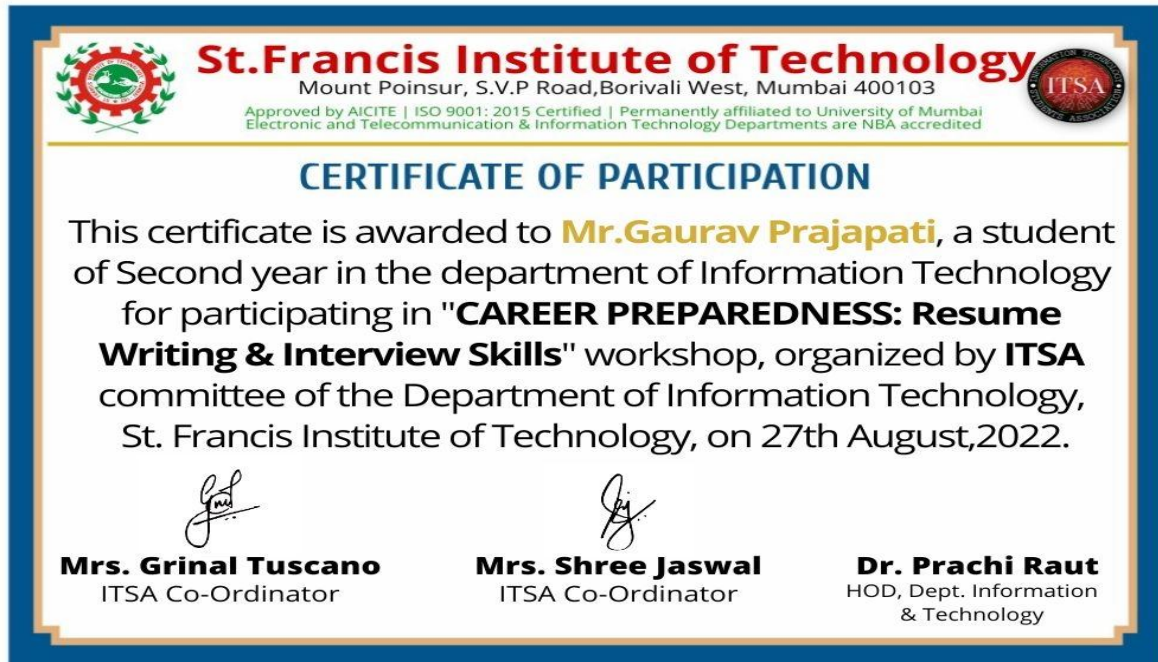 St.Francis Institute of Technology
Mount Poinsur, S.V.P Road,Borivali West, Mumbai 400103
Approved by AICITE | ISO 9001: 2015 Certified | Permanently affiliated to University of Mumbai
Electronic and Telecommunication & Information Technology Departments are NBA accredited
ITSA
CERTIFICATE OF PARTICIPATION
This certificate is awarded to Mr.Gaurav Prajapati, a student
of Second year in the department of Information Technology
for participating in "CAREER PREPAREDNESS: Resume
Writing & Interview Skills" workshop, organized by ITSA
committee of the Department of Information Technology,
St. Francis Institute of Technology, on 27th August,2022.
Mrs. Grinal Tuscano
ITSA Co-Ordinator
Mrs. Shree Jaswal
ITSA Co-Ordinator
Dr. Prachi Raut
HOD, Dept. Information
& Technology